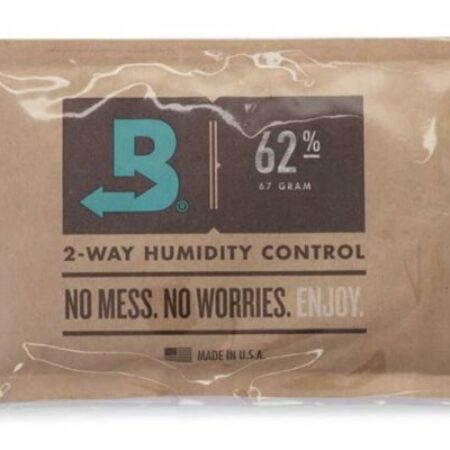 B®
62%
67 GRAM
2-WAY HUMIDITY CONTROL
NO MESS. NO WORRIES. ENJOY.
MADE IN U.S.A.